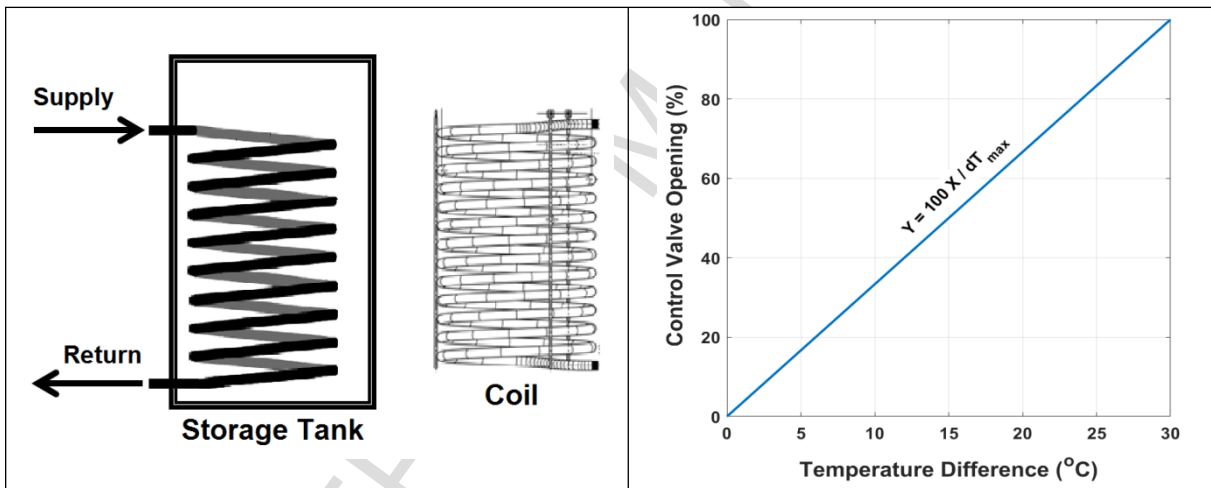 Supply
Return
Storage Tank
Coil
100
80
60
40
20
0
Control Valve Opening (%)
Y = 100 X / dT max
0 5 10 15 20 25 30
Temperature Difference (°C)